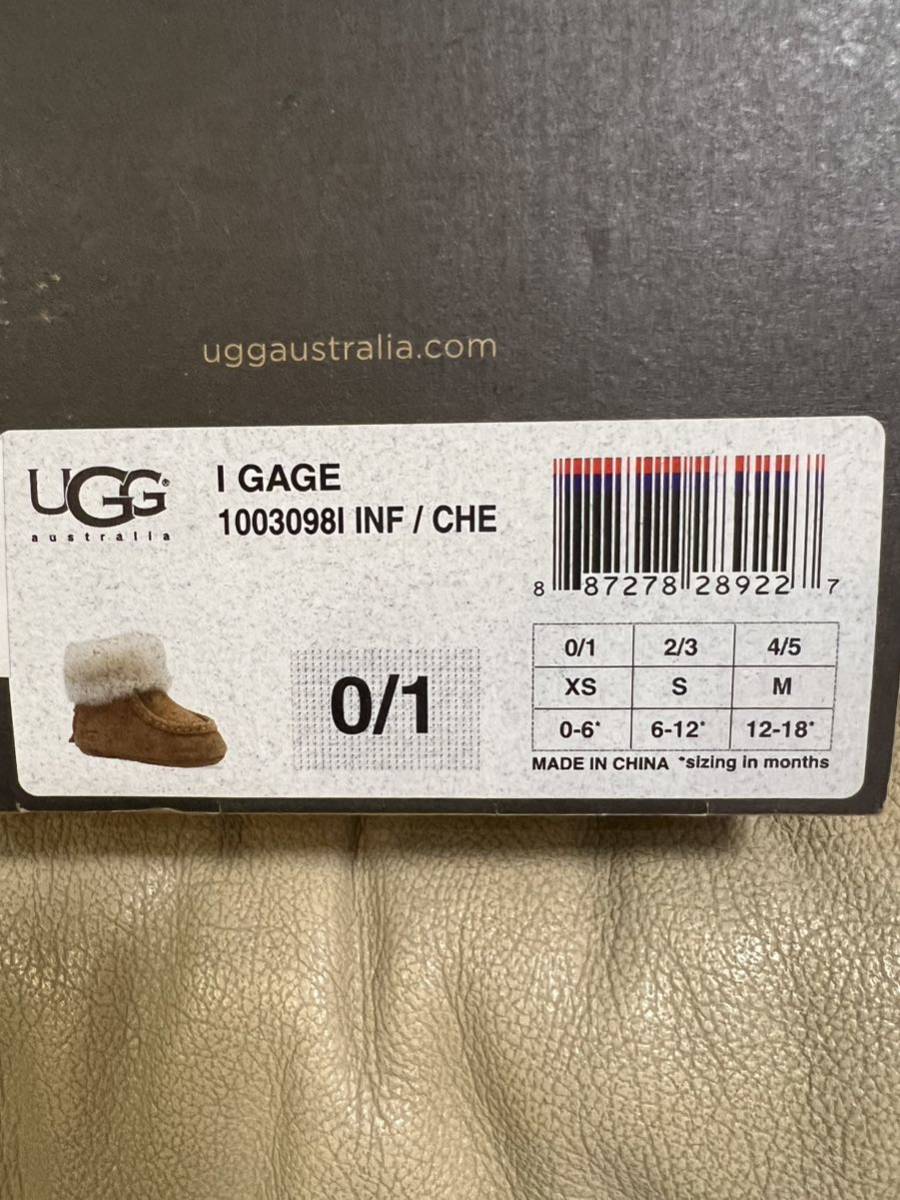 uggaustralia.com
UGG®
australia
I GAGE
1003098I INF / CHE
8 87278 28922 7
0/1
0/1 2/3 4/5
XS S M
0-6* 6-12* 12-18*
MADE IN CHINA *sizing in months